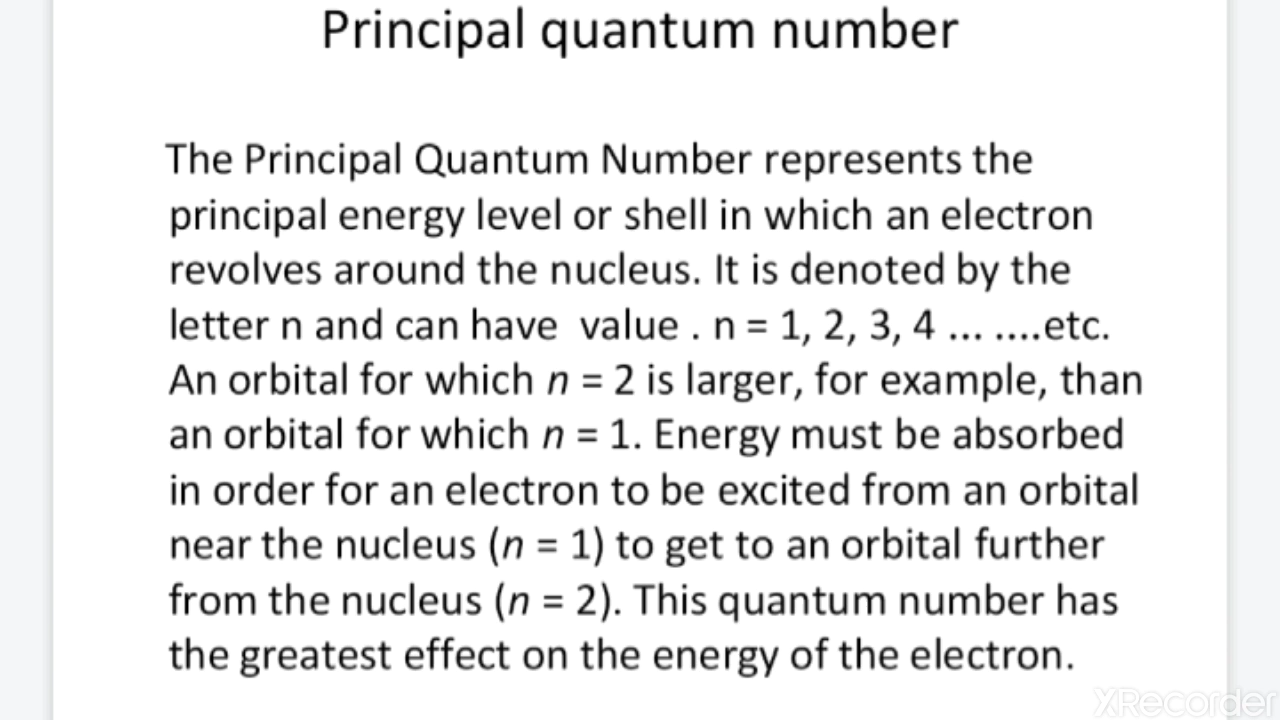 Principal quantum number
The Principal Quantum Number represents the
principal energy level or shell in which an electron
revolves around the nucleus. It is denoted by the
letter n and can have  value . n = 1, 2, 3, 4 ... ....etc.
An orbital for which n = 2 is larger, for example, than
an orbital for which n = 1. Energy must be absorbed
in order for an electron to be excited from an orbital
near the nucleus (n = 1) to get to an orbital further
from the nucleus (n = 2). This quantum number has
the greatest effect on the energy of the electron.
XRecorder